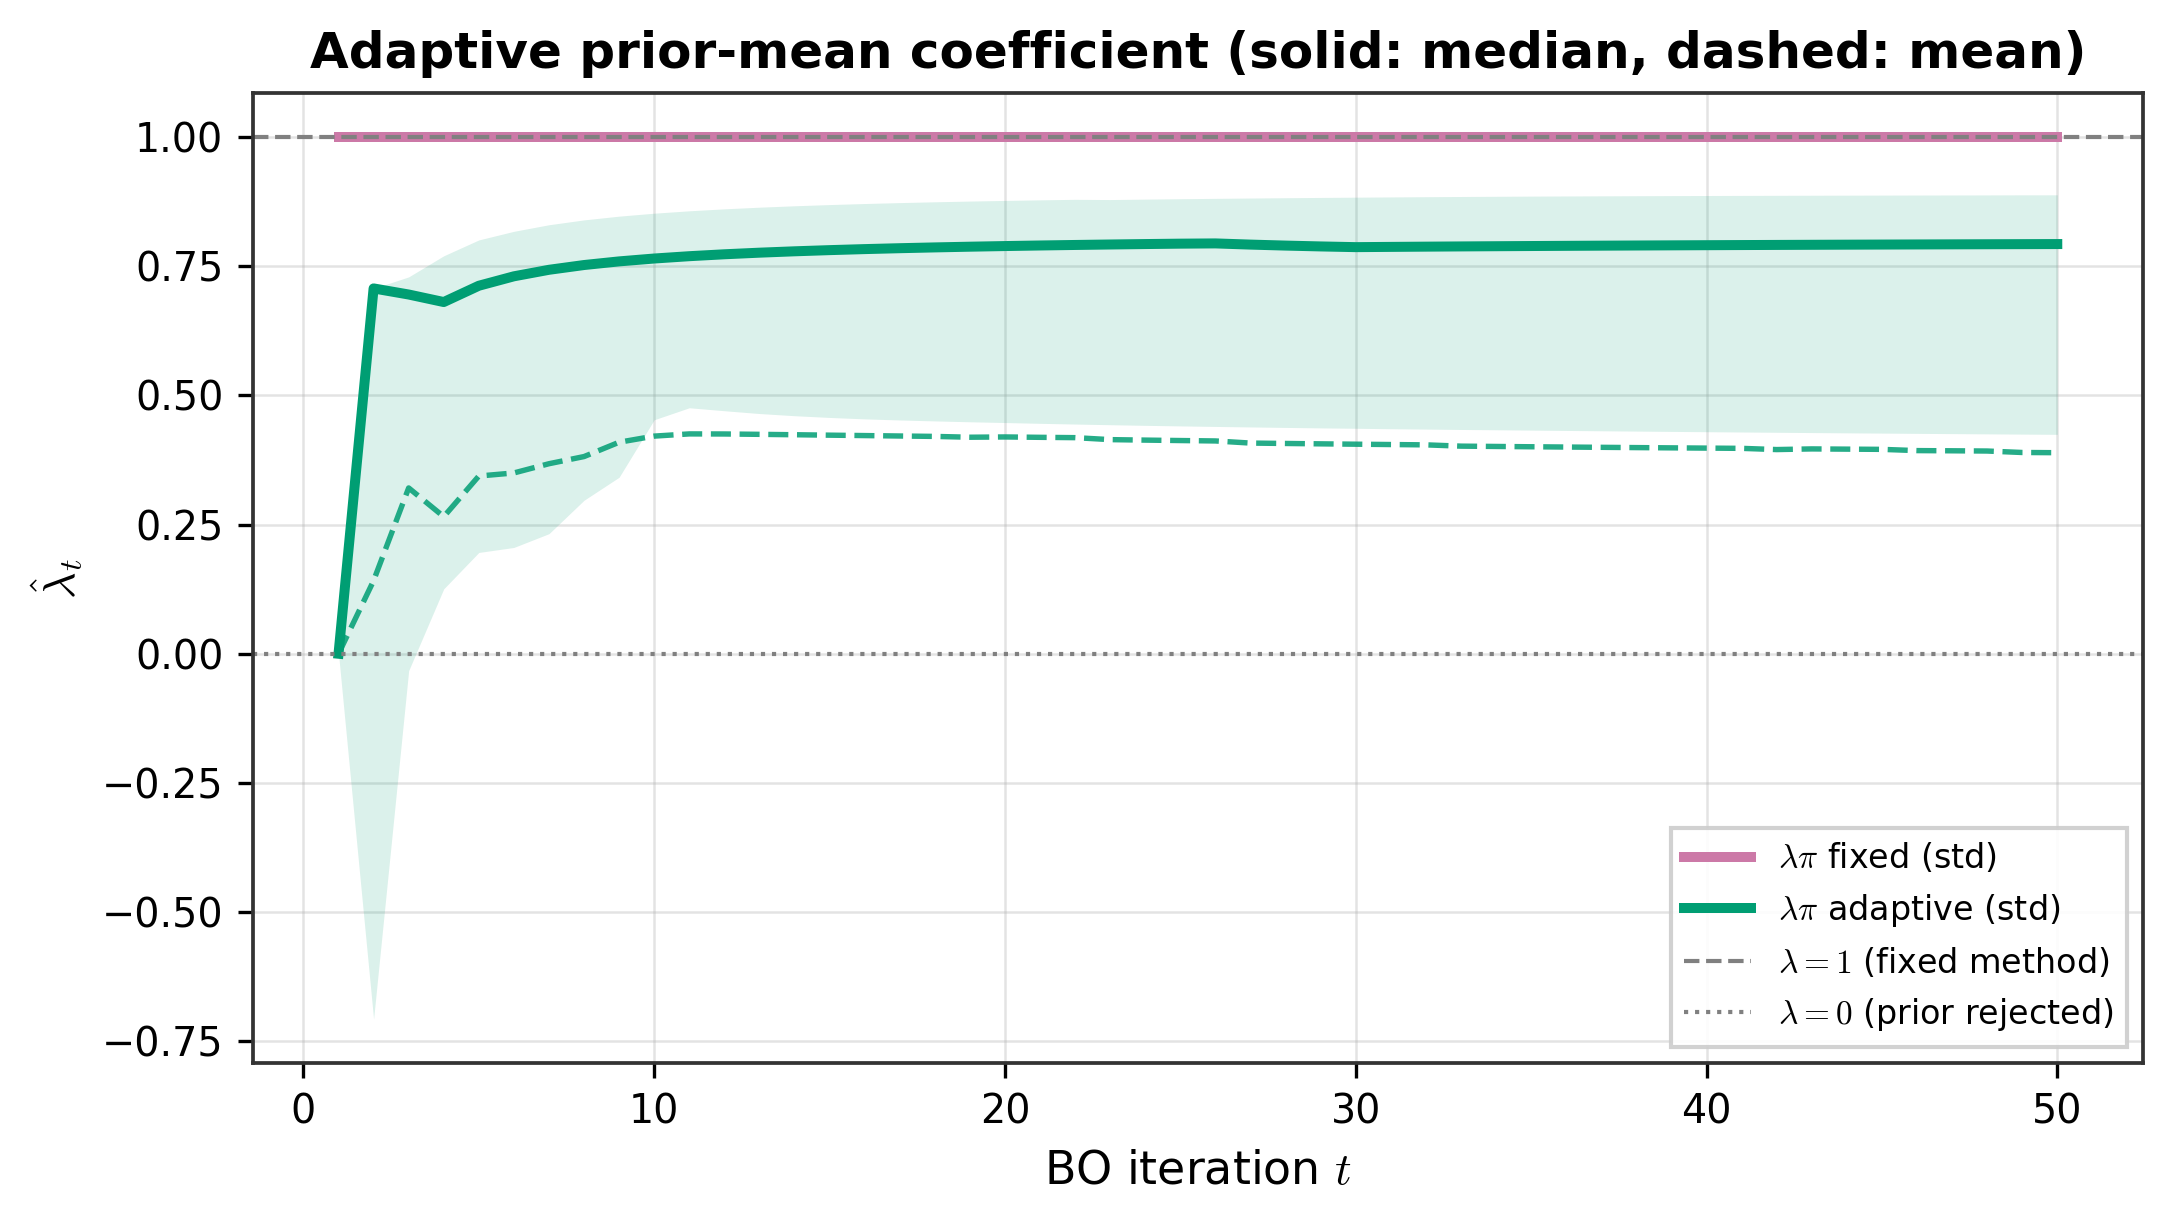 Adaptive prior-mean coefficient (solid: median, dashed: mean)
1.00
0.75
0.50
0.25
0.00
−0.25
−0.50
−0.75
λ̂ₜ
0 10 20 30 40 50
BO iteration t
λπ fixed (std)
λπ adaptive (std)
λ = 1 (fixed method)
λ = 0 (prior rejected)